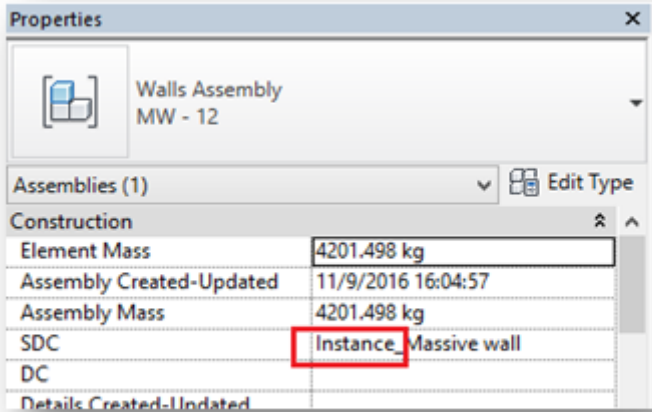 Properties
Walls Assembly
MW - 12
Assemblies (1) Edit Type
Construction
Element Mass 4201.498 kg
Assembly Created-Updated 11/9/2016 16:04:57
Assembly Mass 4201.498 kg
SDC Instance_Massive wall
DC
Details Created-Updated